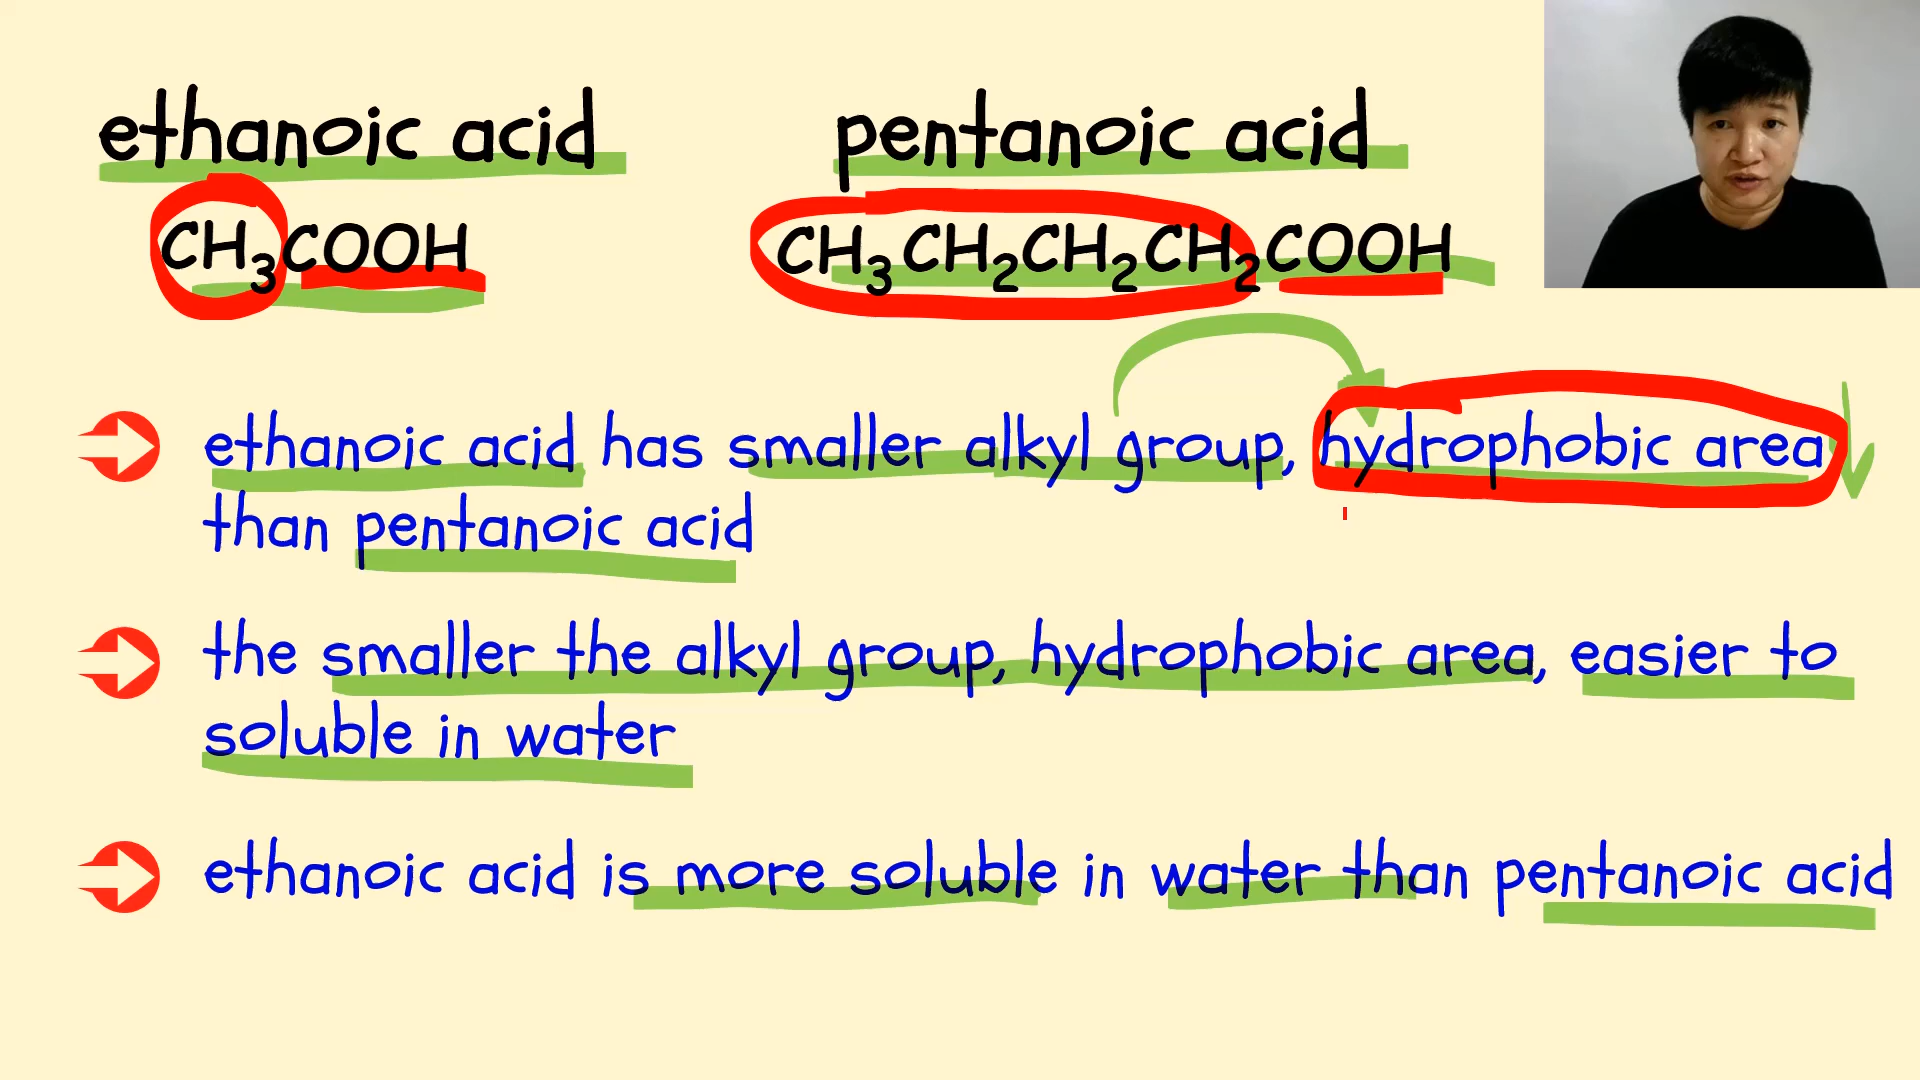 ethanoic acid
pentanoic acid
CH₃COOH
CH₃CH₂CH₂CH₂COOH
ethanoic acid has smaller alkyl group, hydrophobic area
than pentanoic acid
the smaller the alkyl group, hydrophobic area, easier to
soluble in water
ethanoic acid is more soluble in water than pentanoic acid